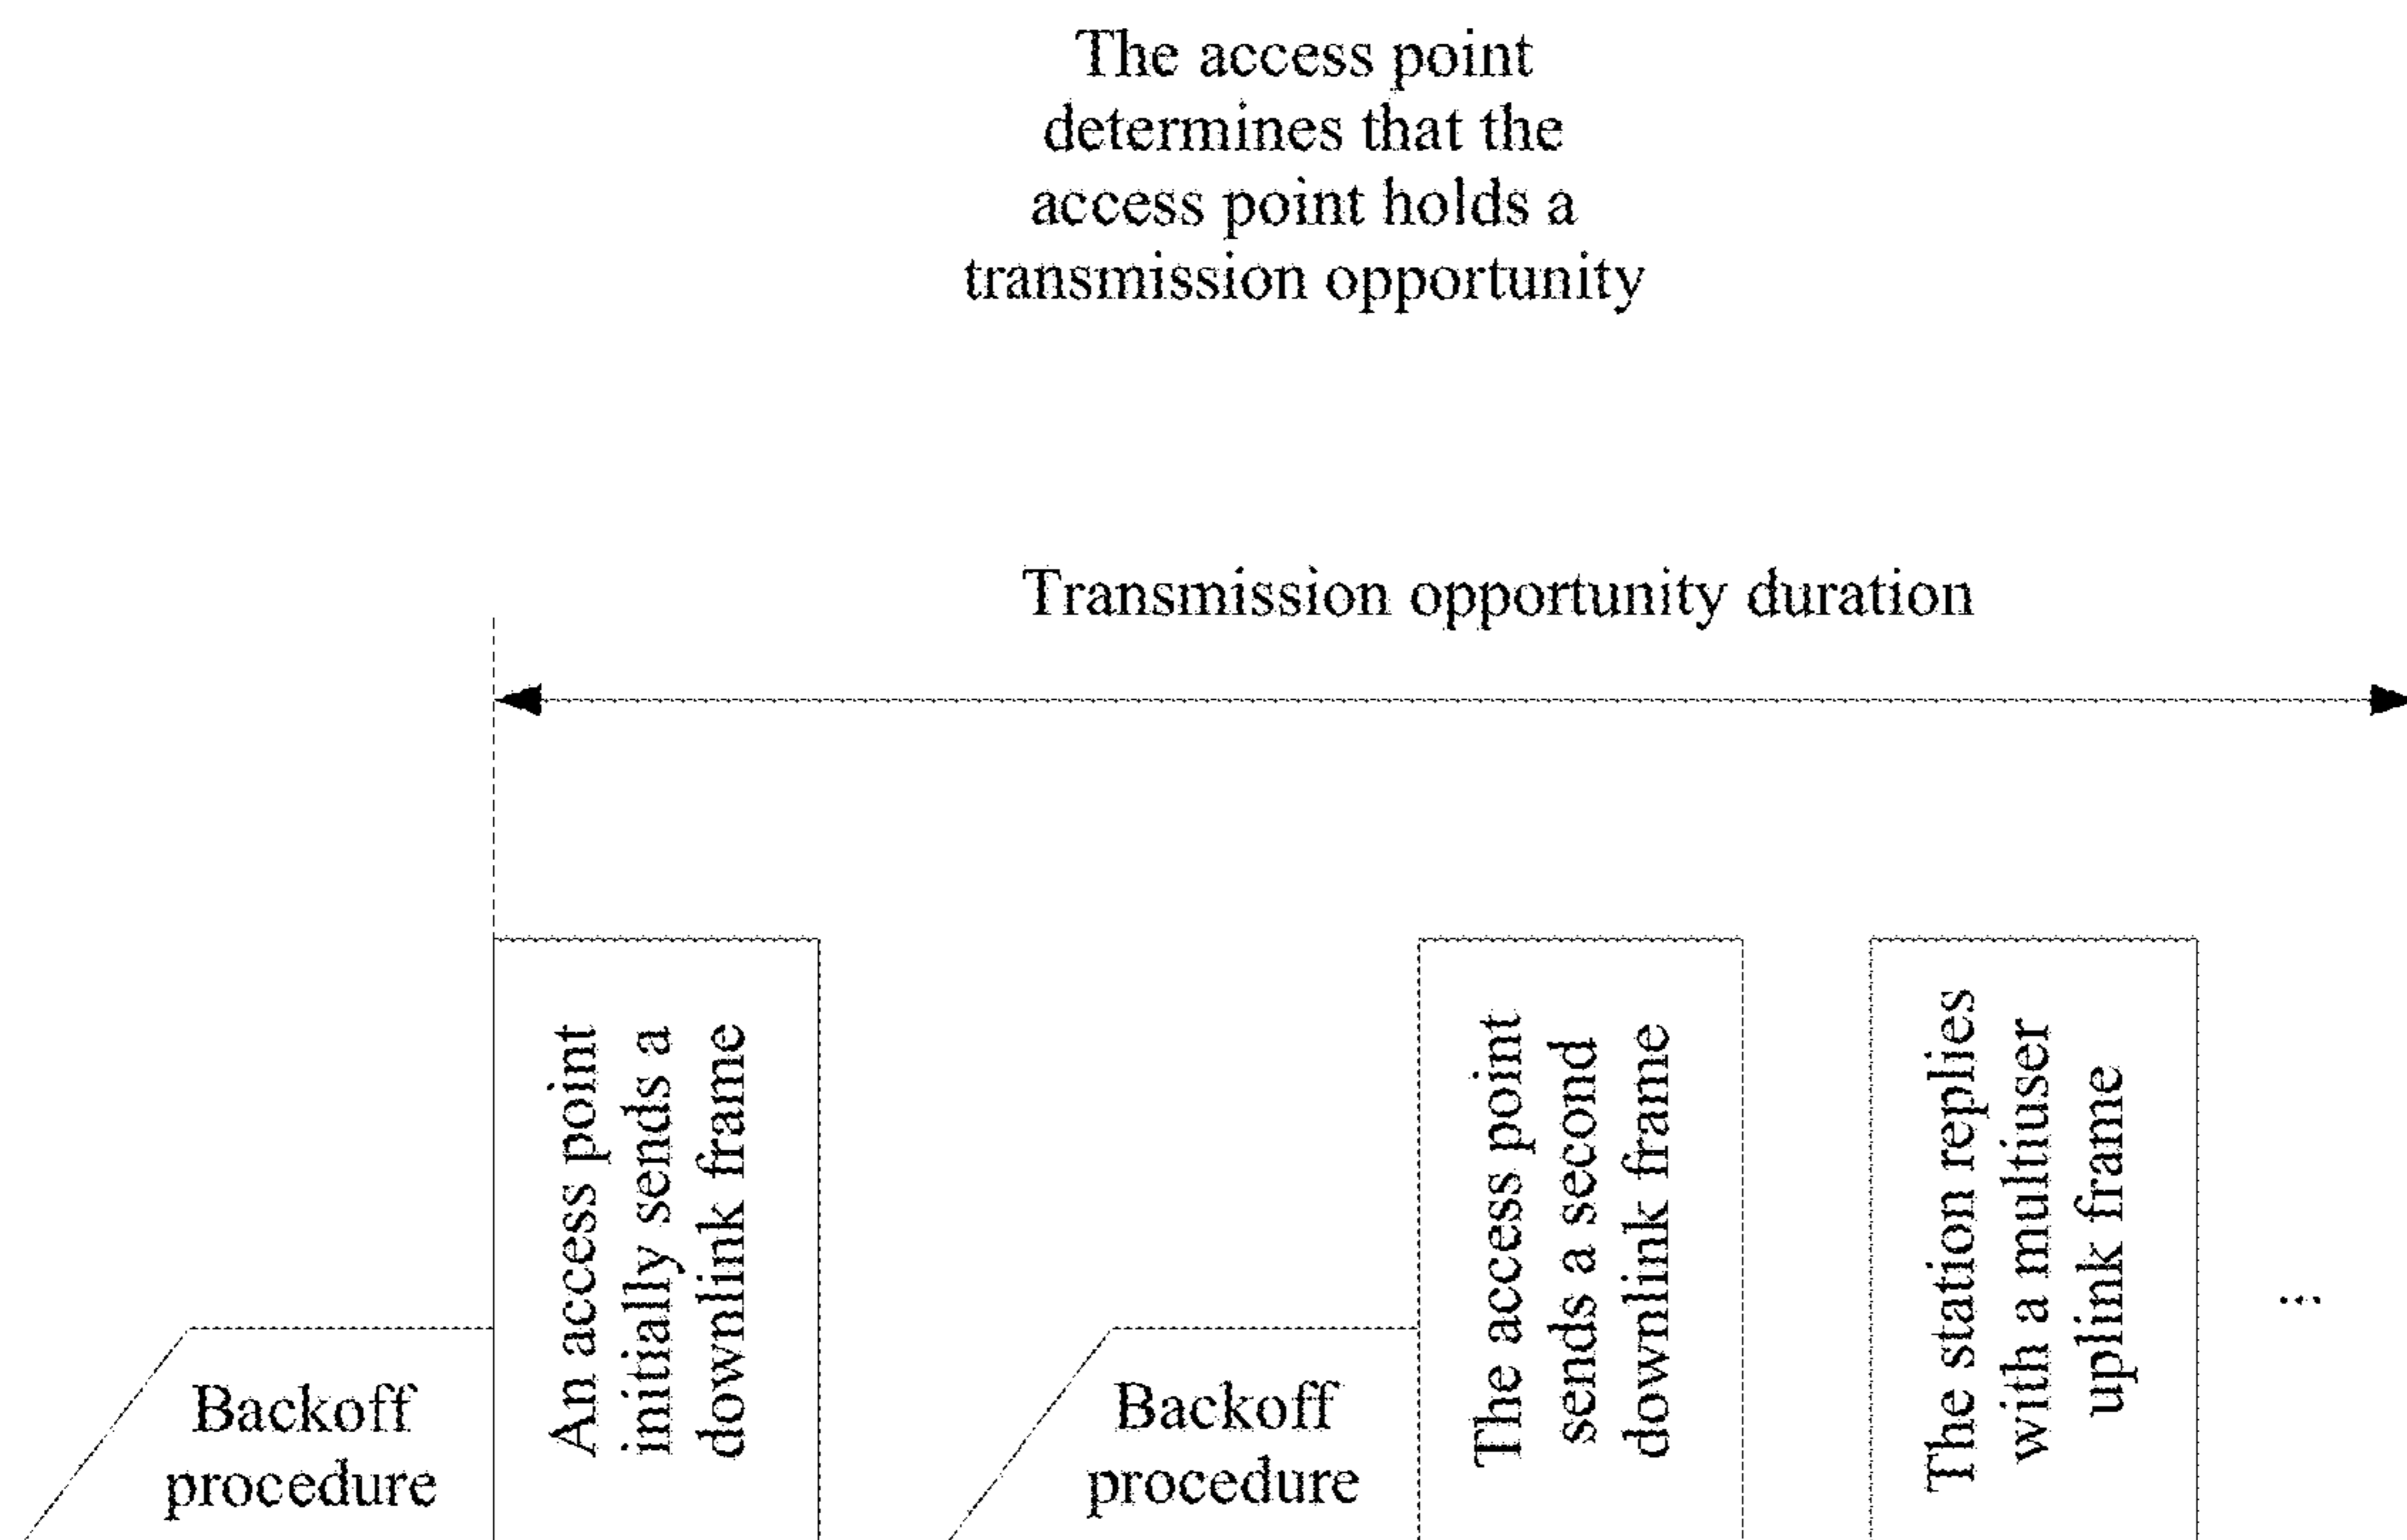 The access point
determines that the
access point holds a
transmission opportunity
Transmission opportunity duration
Backoff
procedure
An access point
initially sends a
downlink frame
Backoff
procedure
The access point
sends a second
downlink frame
The station replies
with a multiuser
uplink frame
...